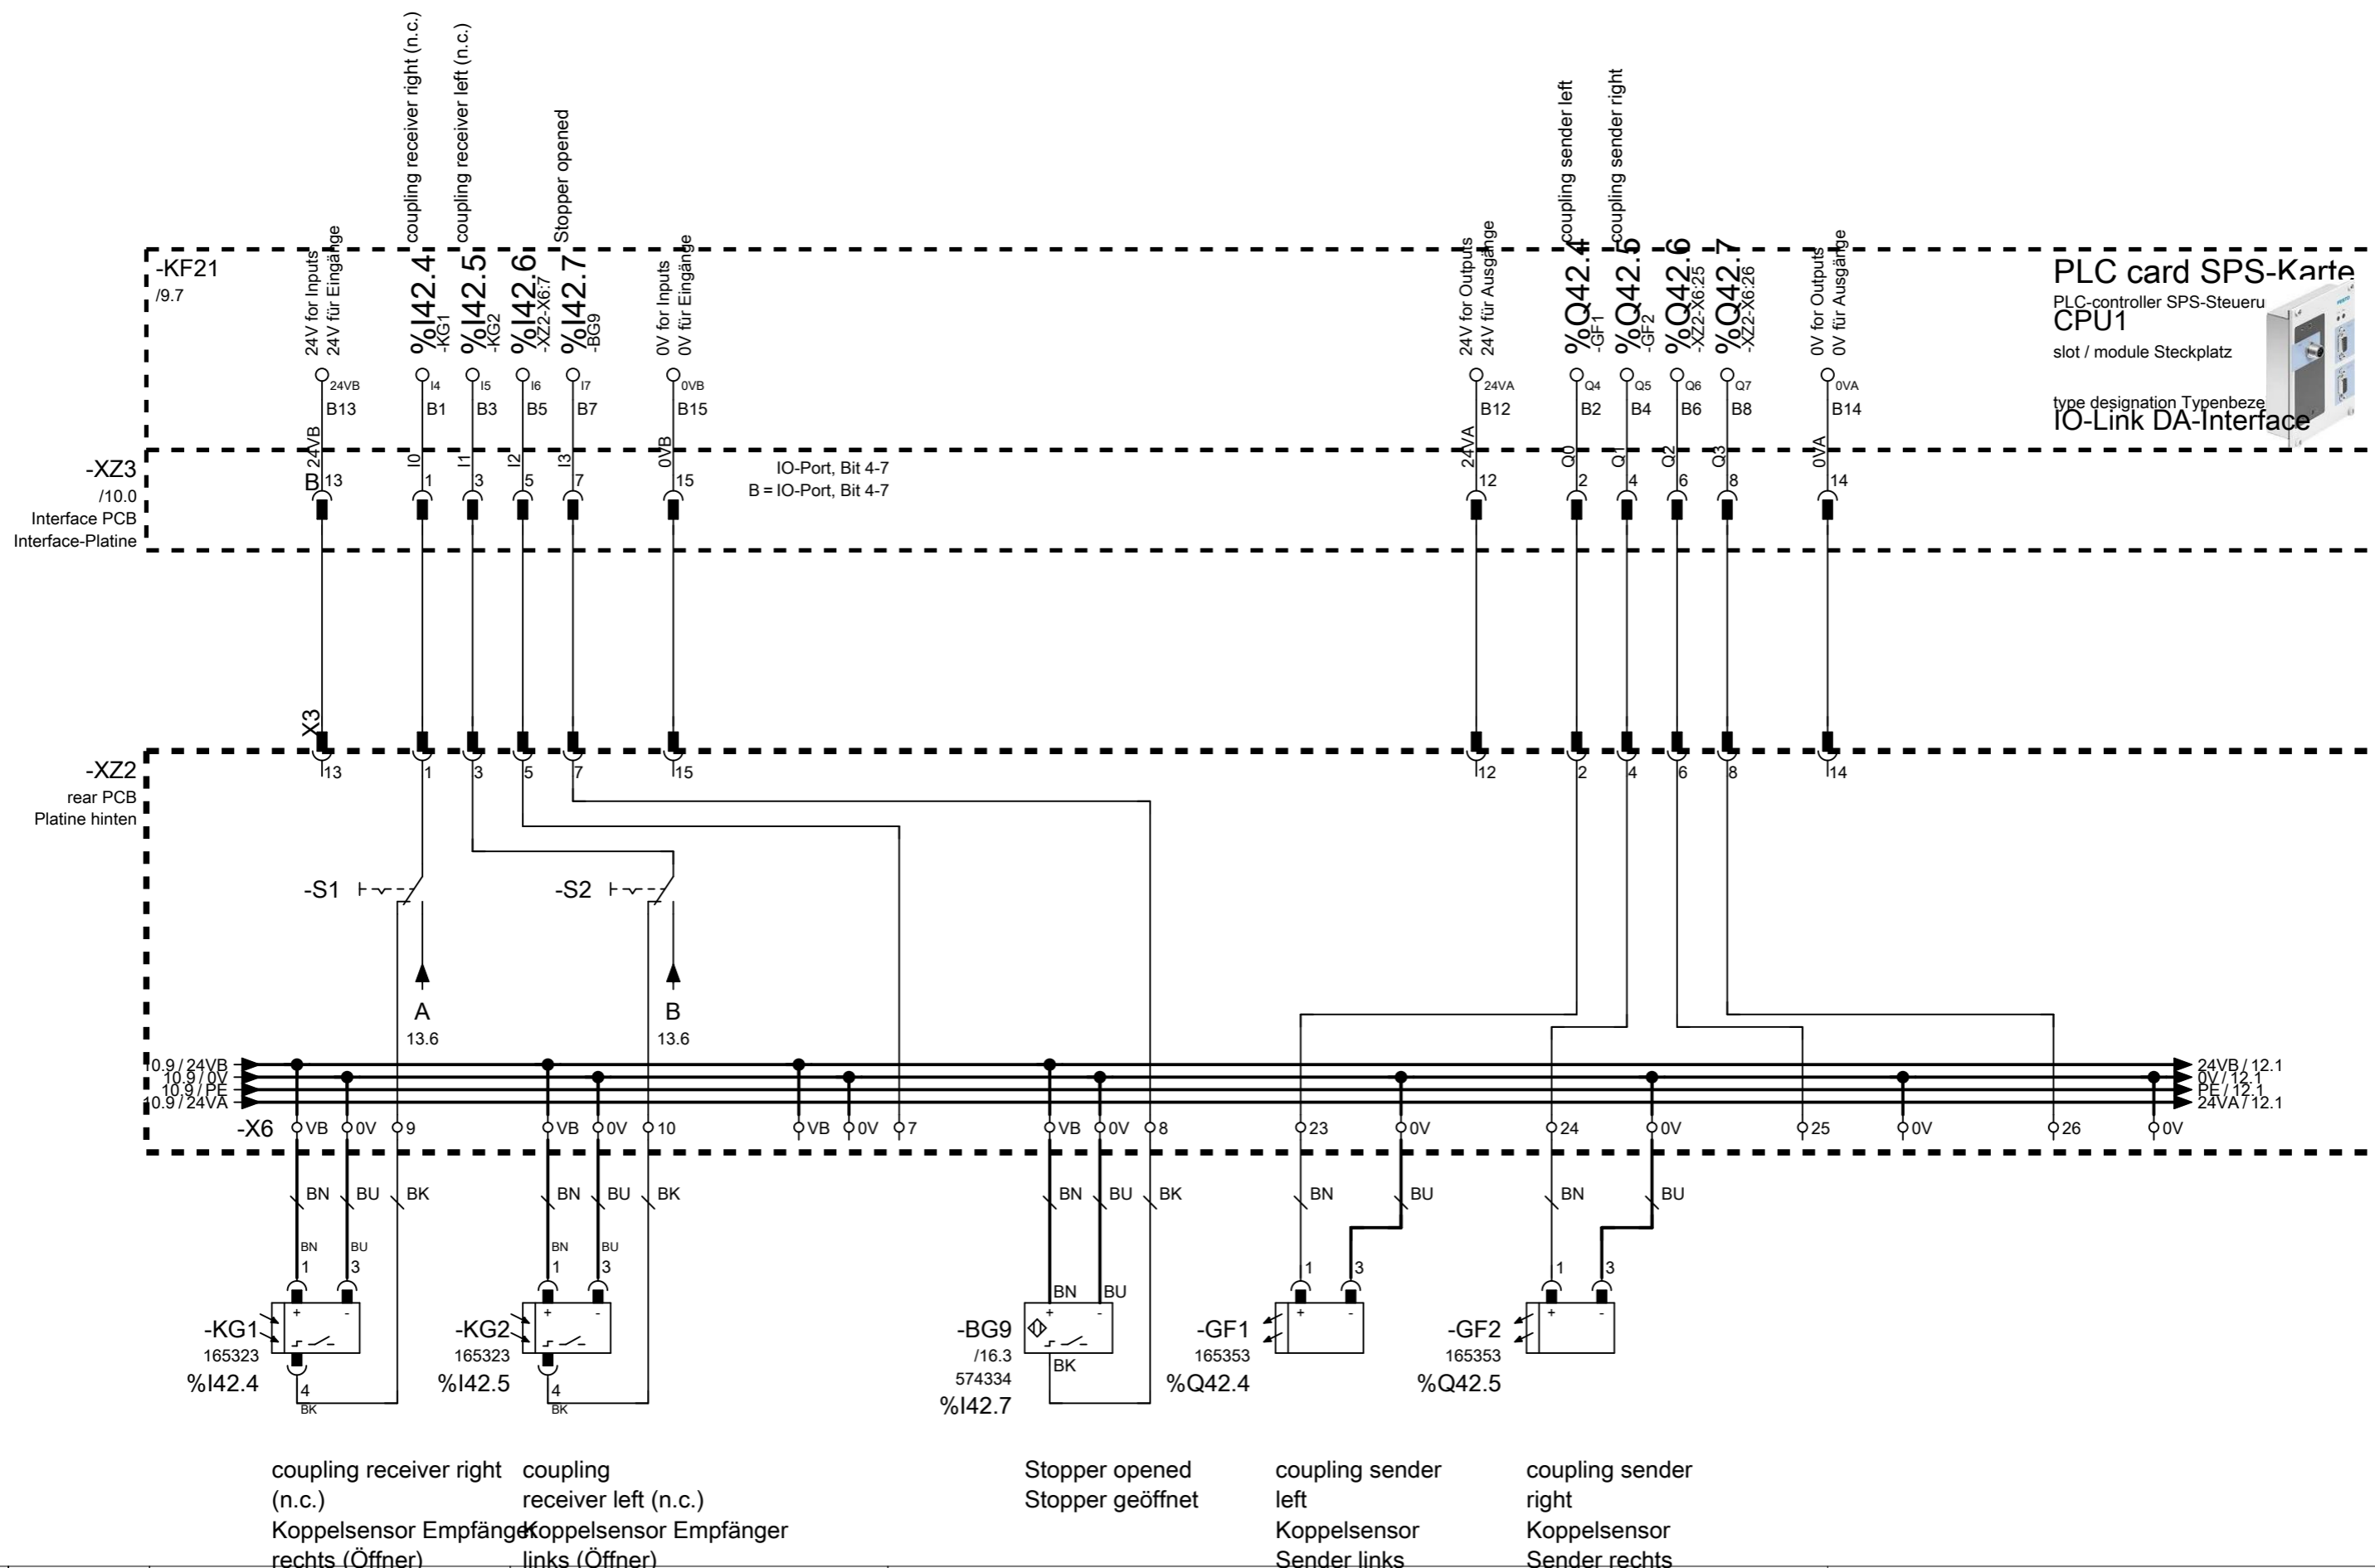 coupling receiver right (n.c.)
coupling receiver left (n.c.)
Stopper opened
coupling sender left
coupling sender right
-KF21
/9.7
24V for Inputs
24V für Eingänge
%I42.4
-KG1
%I42.5
-KG2
%I42.6
-XZ2-X6:7
%I42.7
-BG9
0V for Inputs
0V für Eingänge
24V for Outputs
24V für Ausgänge
%Q42.4
-GF1
%Q42.5
-GF2
%Q42.6
-XZ2-X6:25
%Q42.7
-XZ2-X6:26
0V for Outputs
0V für Ausgänge
PLC card SPS-Karte
PLC-controller SPS-Steueru
CPU1
slot / module Steckplatz
type designation Typenbeze
IO-Link DA-Interface
24VB I4 I5 I6 I7 0VB 24VA Q4 Q5 Q6 Q7 0VA
B13 B1 B3 B5 B7 B15 B12 B2 B4 B6 B8 B14
24VB I0 I1 I2 I3 0VB 24VA Q0 Q1 Q2 Q3 0VA
-XZ3
/10.0
Interface PCB
Interface-Platine
B 13 1 3 5 7 15 12 2 4 6 8 14
IO-Port, Bit 4-7
B = IO-Port, Bit 4-7
X3
-XZ2
rear PCB
Platine hinten
13 1 3 5 7 15 12 2 4 6 8 14
-S1 -S2
A B
13.6 13.6
10.9 / 24VB 24VB / 12.1
10.9 / 0V 0V / 12.1
10.9 / PE PE / 12.1
10.9 / 24VA 24VA / 12.1
-X6 VB 0V 9 VB 0V 10 VB 0V 7 VB 0V 8 23 0V 24 0V 25 0V 26 0V
BN BU BK BN BU BK BN BU BK BN BU BN BU
BN BU BN BU
1 3 1 3 1 3 1 3
BN BU
+ - + - + - + - + -
-KG1
165323
%I42.4
4
BK
-KG2
165323
%I42.5
4
BK
-BG9
/16.3
574334
%I42.7
BK
-GF1
165353
%Q42.4
-GF2
165353
%Q42.5
coupling receiver right
(n.c.)
Koppelsensor Empfänger
rechts (Öffner)
coupling
receiver left (n.c.)
Koppelsensor Empfänger
links (Öffner)
Stopper opened
Stopper geöffnet
coupling sender
left
Koppelsensor
Sender links
coupling sender
right
Koppelsensor
Sender rechts